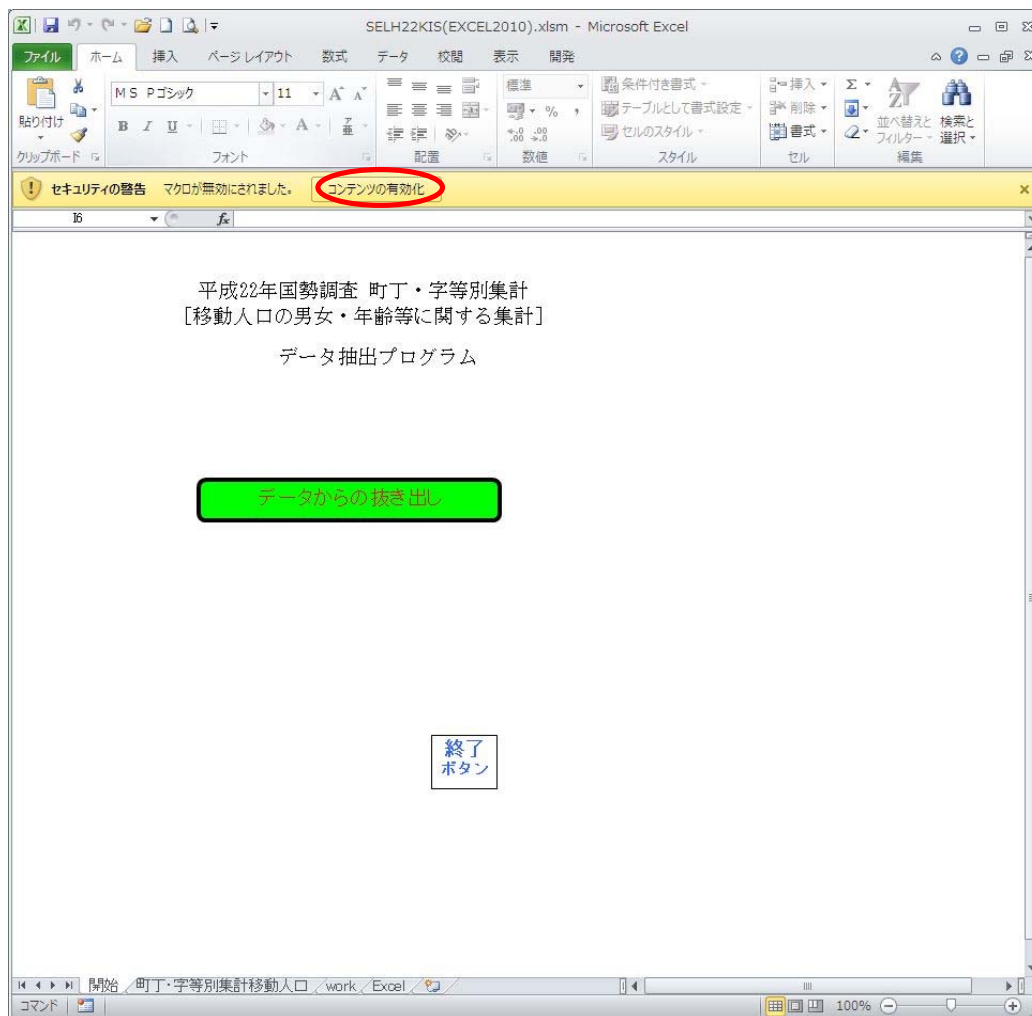 SELH22KIS(EXCEL2010).xlsm - Microsoft Excel
ファイル ホーム 挿入 ページ レイアウト 数式 データ 校閲 表示 開発
MS Pゴシック 11 A A 標準 条件付き書式 挿入 Σ
貼り付け B I U A 亜 % , テーブルとして書式設定 削除 並べ替えと 検索と
.0 .00 .00 .0 セルのスタイル 書式 フィルター 選択
クリップボード フォント 配置 数値 スタイル セル 編集
セキュリティの警告 マクロが無効にされました。 コンテンツの有効化
I6 fx
平成22年国勢調査 町丁・字等別集計
[移動人口の男女・年齢等に関する集計]
データ抽出プログラム
データからの抜き出し
終了
ボタン
開始 町丁・字等別集計移動人口 work Excel
コマンド 100%